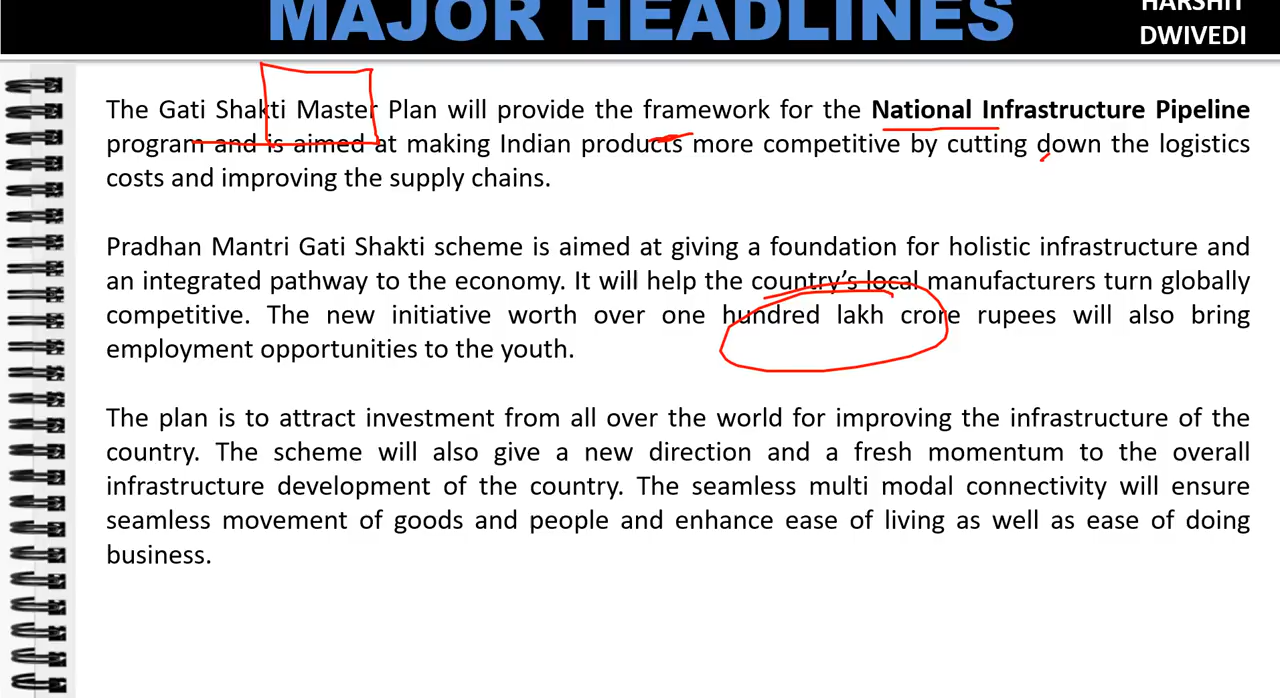 MAJOR HEADLINES
HARSHIT
DWIVEDI
The Gati Shakti Master Plan will provide the framework for the National Infrastructure Pipeline
program and is aimed at making Indian products more competitive by cutting down the logistics
costs and improving the supply chains.
Pradhan Mantri Gati Shakti scheme is aimed at giving a foundation for holistic infrastructure and
an integrated pathway to the economy. It will help the country's local manufacturers turn globally
competitive. The new initiative worth over one hundred lakh crore rupees will also bring
employment opportunities to the youth.
The plan is to attract investment from all over the world for improving the infrastructure of the
country. The scheme will also give a new direction and a fresh momentum to the overall
infrastructure development of the country. The seamless multi modal connectivity will ensure
seamless movement of goods and people and enhance ease of living as well as ease of doing
business.